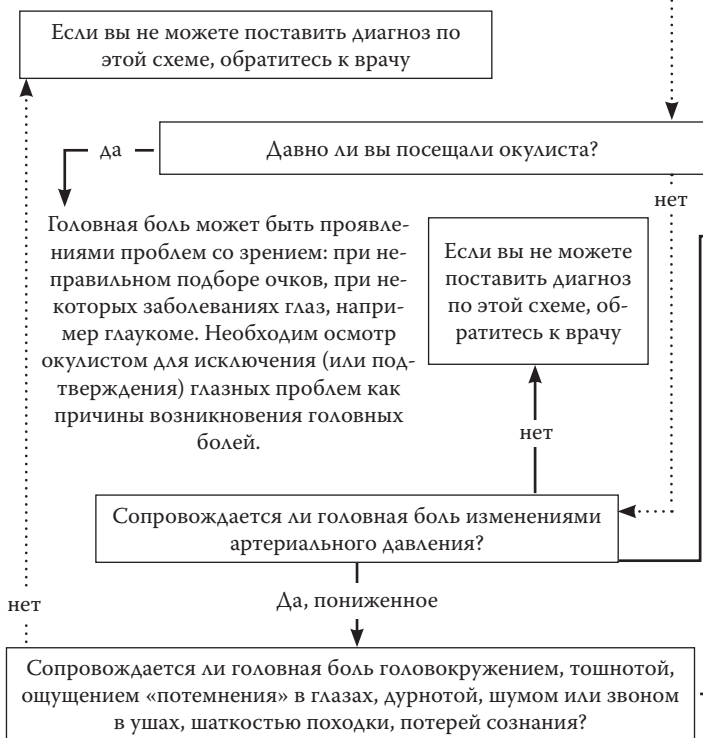 Если вы не можете поставить диагноз по
этой схеме, обратитесь к врачу
да
Давно ли вы посещали окулиста?
нет
Головная боль может быть проявле-
ниями проблем со зрением: при не-
правильном подборе очков, при не-
которых заболеваниях глаз, напри-
мер глаукоме. Необходим осмотр
окулистом для исключения (или под-
тверждения) глазных проблем как
причины возникновения головных
болей.
Если вы не можете
поставить диагноз
по этой схеме, об-
ратитесь к врачу
нет
Сопровождается ли головная боль изменениями
артериального давления?
Да, пониженное
нет
Сопровождается ли головная боль головокружением, тошнотой,
ощущением «потемнения» в глазах, дурнотой, шумом или звоном
в ушах, шаткостью походки, потерей сознания?